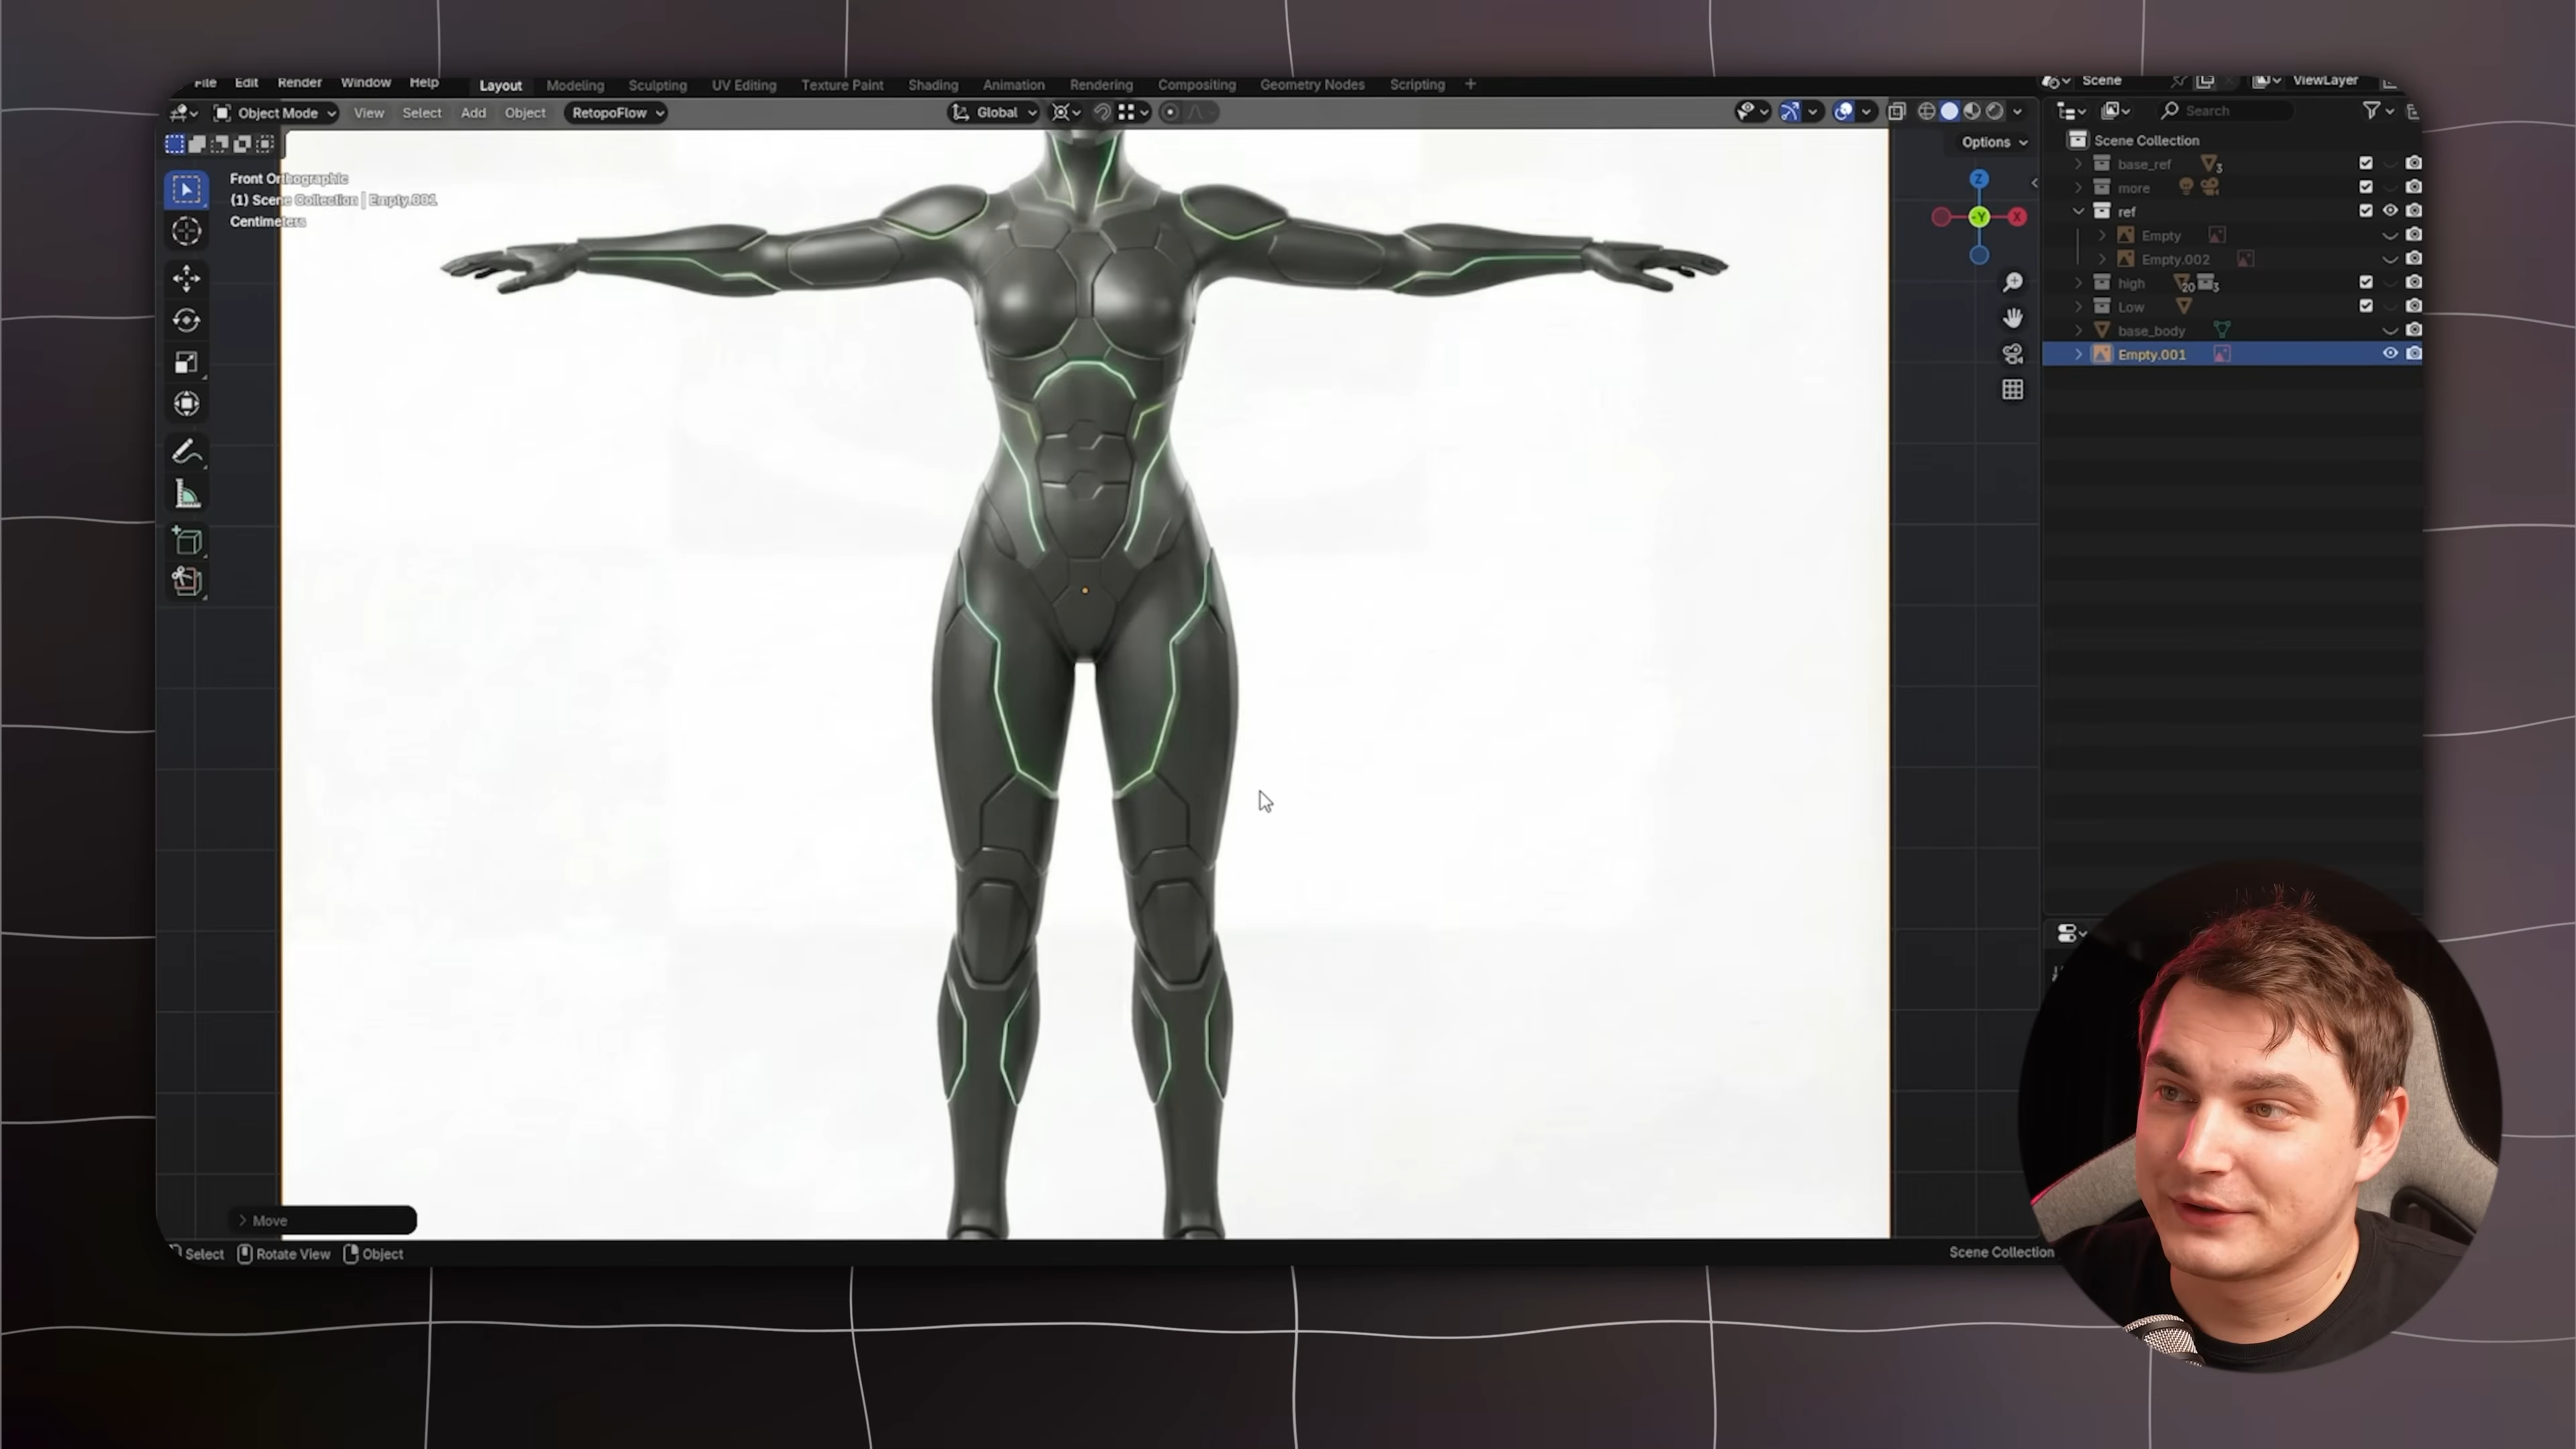 File Edit Render Window Help Layout Modeling Sculpting UV Editing Texture Paint Shading Animation Rendering Compositing Geometry Nodes Scripting + Scene ViewLayer
Object Mode View Select Add Object RetopoFlow Global Search
Options
Front Orthographic
(1) Scene Collection | Empty.001
Centimeters
Z
Y
X
Scene Collection
base_ref 3
more
ref
Empty
Empty.002
high 20 3
Low
base_body
Empty.001
Move
Select Rotate View Object Scene Collection